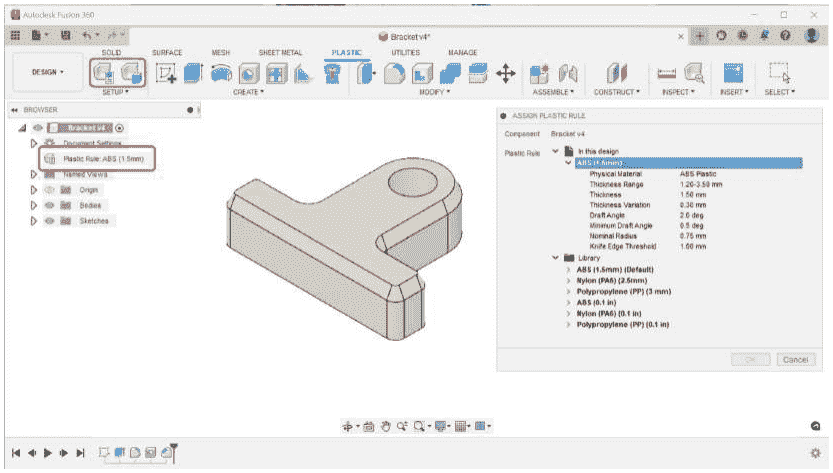 Autodesk Fusion 360
Bracket v4*
SOLID SURFACE MESH SHEET METAL PLASTIC UTILITIES MANAGE
DESIGN
SETUP CREATE MODIFY ASSEMBLE CONSTRUCT INSPECT INSERT SELECT
BROWSER
Bracket v4
Document Settings
Plastic Rule: ABS (1.5mm)
Named Views
Origin
Bodies
Sketches
ASSIGN PLASTIC RULE
Component Bracket v4
Plastic Rule In this design
ABS (1.5mm)
Physical Material ABS Plastic
Thickness Range 1.20-3.50 mm
Thickness 1.50 mm
Thickness Variation 0.30 mm
Draft Angle 2.0 deg
Minimum Draft Angle 0.5 deg
Nominal Radius 0.75 mm
Knife Edge Threshold 1.00 mm
Library
ABS (1.5mm) (Default)
Nylon (PA6) (2.5mm)
Polypropylene (PP) (3 mm)
ABS (0.1 in)
Nylon (PA6) (0.1 in)
Polypropylene (PP) (0.1 in)
OK Cancel